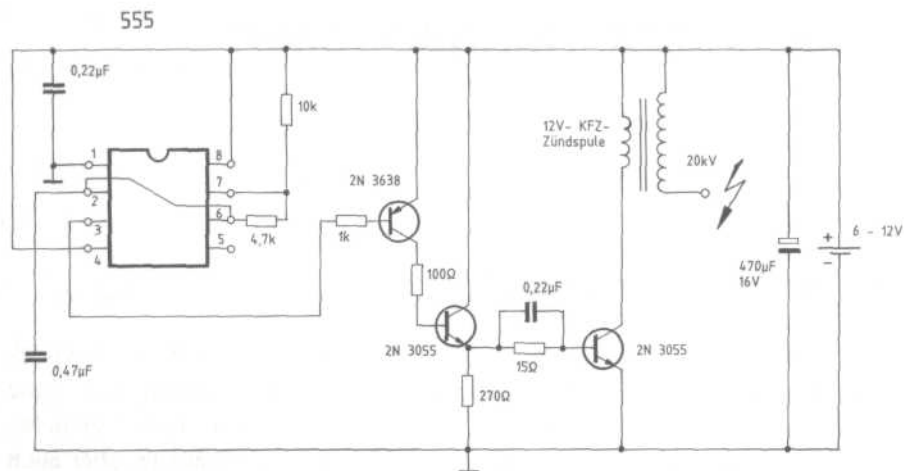 555
0,22µF
10k
12V- KFZ-
Zündspule
20kV
1
2
3
4
8
7
6
5
4,7k
2N 3638
1k
100Ω
0,22µF
2N 3055
15Ω
2N 3055
270Ω
0,47µF
470µF
16V
+
6 - 12V
−